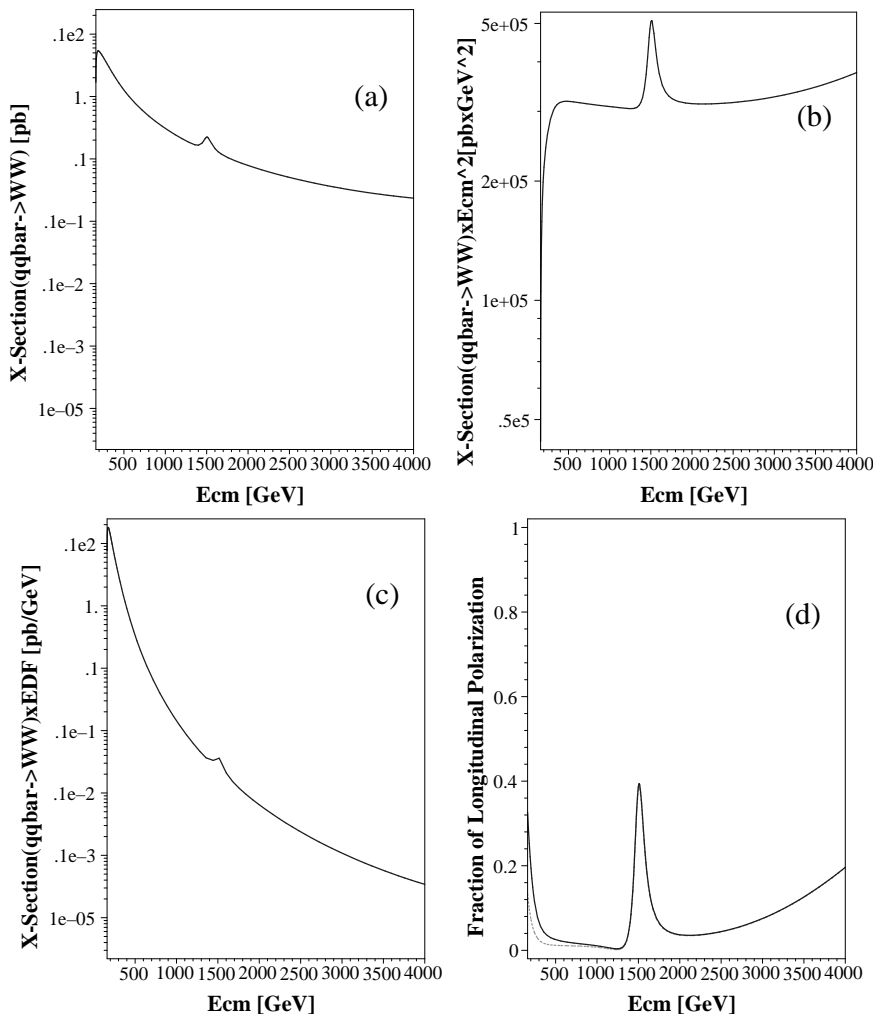 X-Section(qqbar->WW) [pb]
.1e2
1.
.1
.1e−1
.1e−2
.1e−3
1e−05
(a)
500 1000 1500 2000 2500 3000 3500 4000
Ecm [GeV]
X-Section(qqbar->WW)xEcm^2[pbxGeV^2]
5e+05
2e+05
1e+05
.5e5
(b)
500 1000 1500 2000 2500 3000 3500 4000
Ecm [GeV]
X-Section(qqbar->WW)xEDF [pb/GeV]
.1e2
1.
.1
.1e−1
.1e−2
.1e−3
1e−05
(c)
500 1000 1500 2000 2500 3000 3500 4000
Ecm [GeV]
Fraction of Longitudinal Polarization
1
0.8
0.6
0.4
0.2
0
(d)
500 1000 1500 2000 2500 3000 3500 4000
Ecm [GeV]